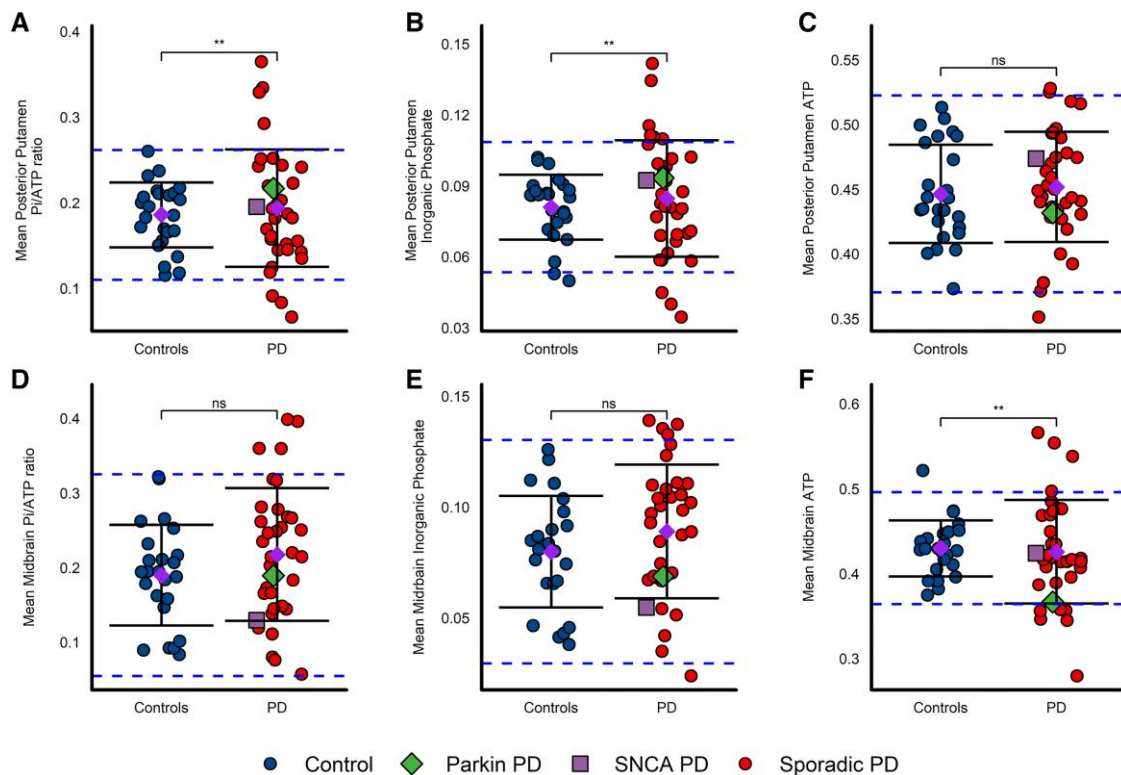 A
Mean Posterior Putamen
Pi/ATP ratio
0.4
0.3
0.2
0.1
**
Controls
PD
B
Mean Posterior Putamen
Inorganic Phosphate
0.15
0.12
0.09
0.06
0.03
**
Controls
PD
C
Mean Posterior Putamen ATP
0.55
0.50
0.45
0.40
0.35
ns
Controls
PD
D
Mean Midbrain Pi/ATP ratio
0.4
0.3
0.2
0.1
ns
Controls
PD
E
Mean Midrbain Inorganic Phosphate
0.15
0.10
0.05
ns
Controls
PD
F
Mean Midbrain ATP
0.6
0.5
0.4
0.3
**
Controls
PD
Control Parkin PD SNCA PD Sporadic PD